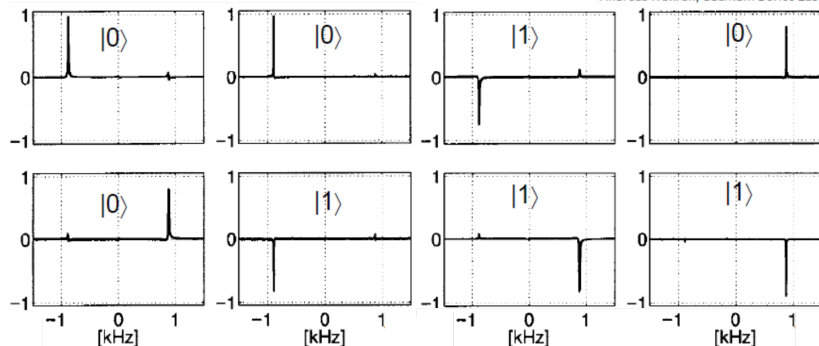 1 1 1 1
|0⟩ |0⟩ |1⟩ |0⟩
0 0 0 0
−1 −1 −1 −1
1 1 1 1
|0⟩ |1⟩ |1⟩ |1⟩
0 0 0 0
−1 −1 −1 −1
−1 0 1 −1 0 1 −1 0 1 −1 0 1
[kHz] [kHz] [kHz] [kHz]